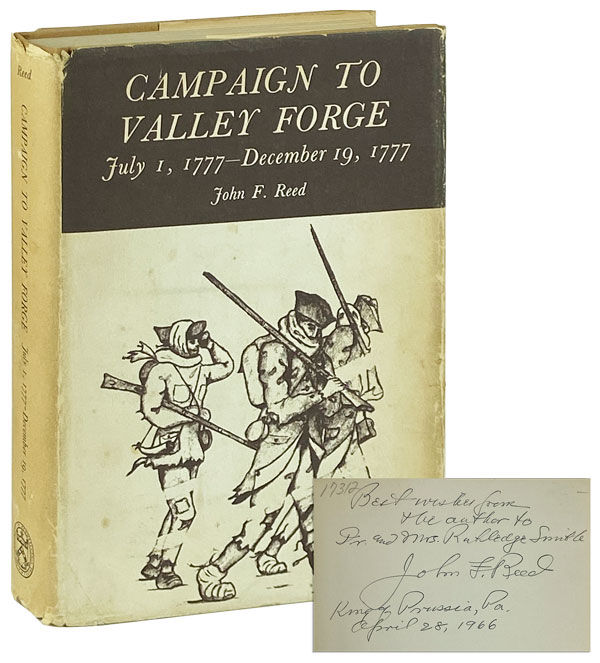 Reed
CAMPAIGN TO VALLEY FORGE July 1, 1777—December 19, 1777
CAMPAIGN TO
VALLEY FORGE
July 1, 1777—December 19, 1777
John F. Reed
Best wishes from
the author to
Dr. and Mrs. Rutledge Smith
John F. Reed
King of Prussia, Pa.
April 28, 1966